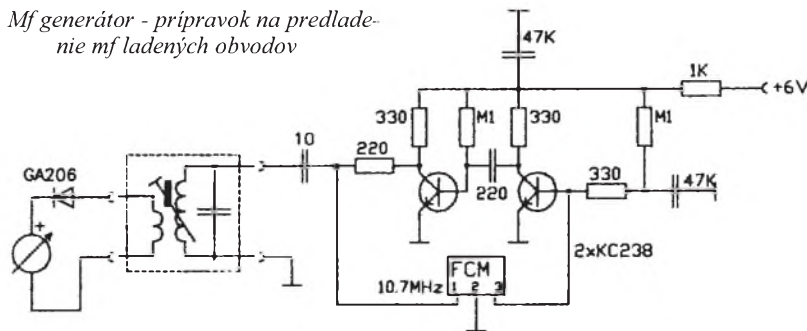 Mf generátor - prípravok na predlade-
nie mf ladených obvodov
47K
1K
+6V
330
M1
330
M1
10
220
GA206
220
330
47K
+
2xKC238
FCM
10.7MHz
1 2 3